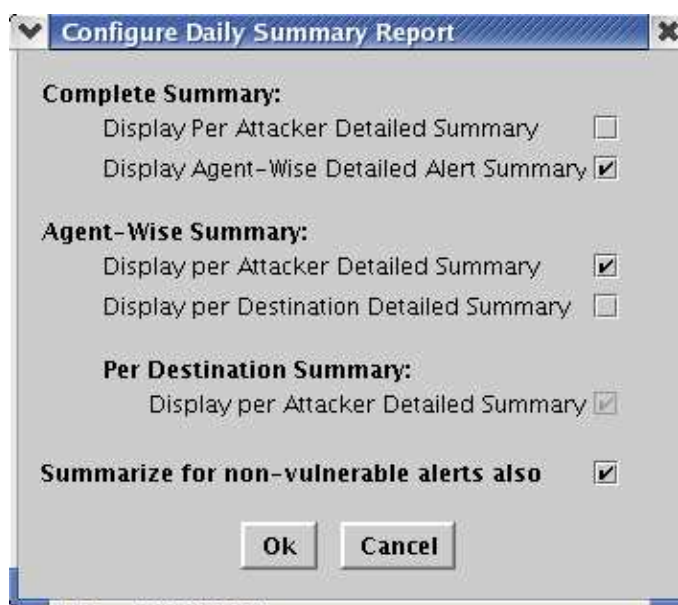 Configure Daily Summary Report
Complete Summary:
Display Per Attacker Detailed Summary
Display Agent-Wise Detailed Alert Summary
Agent-Wise Summary:
Display per Attacker Detailed Summary
Display per Destination Detailed Summary
Per Destination Summary:
Display per Attacker Detailed Summary
Summarize for non-vulnerable alerts also
Ok Cancel